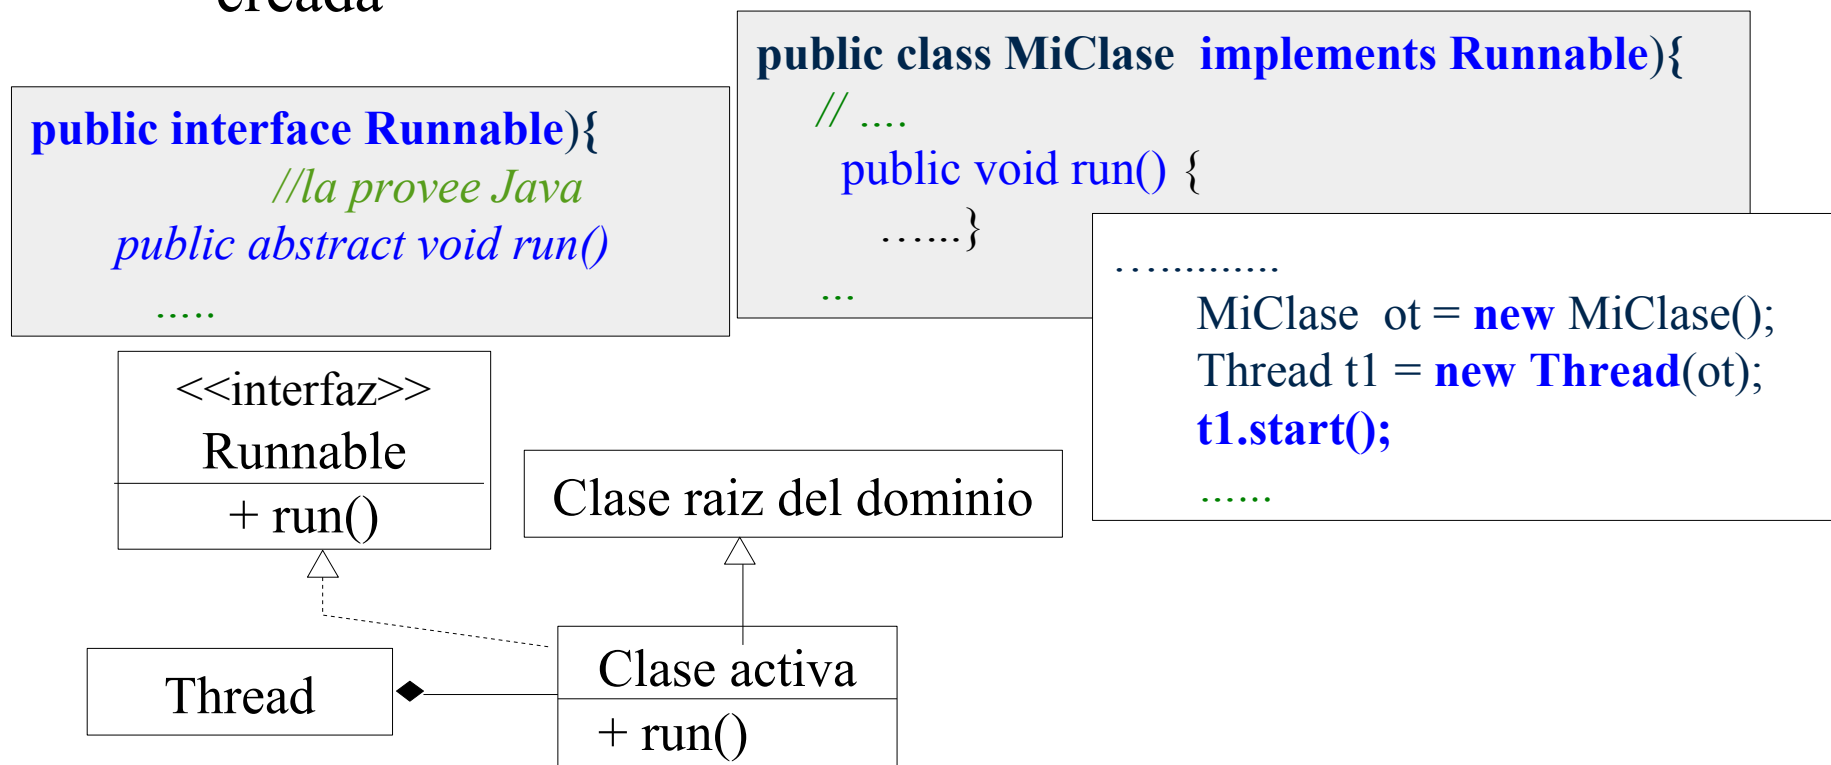 creada
public class MiClase implements Runnable){
// ....
public void run() {
…...}
...
public interface Runnable){
//la provee Java
public abstract void run()
.....
…..........
MiClase ot = new MiClase();
Thread t1 = new Thread(ot);
t1.start();
......
<<interfaz>>
Runnable
+ run()
Clase raiz del dominio
Thread
Clase activa
+ run()